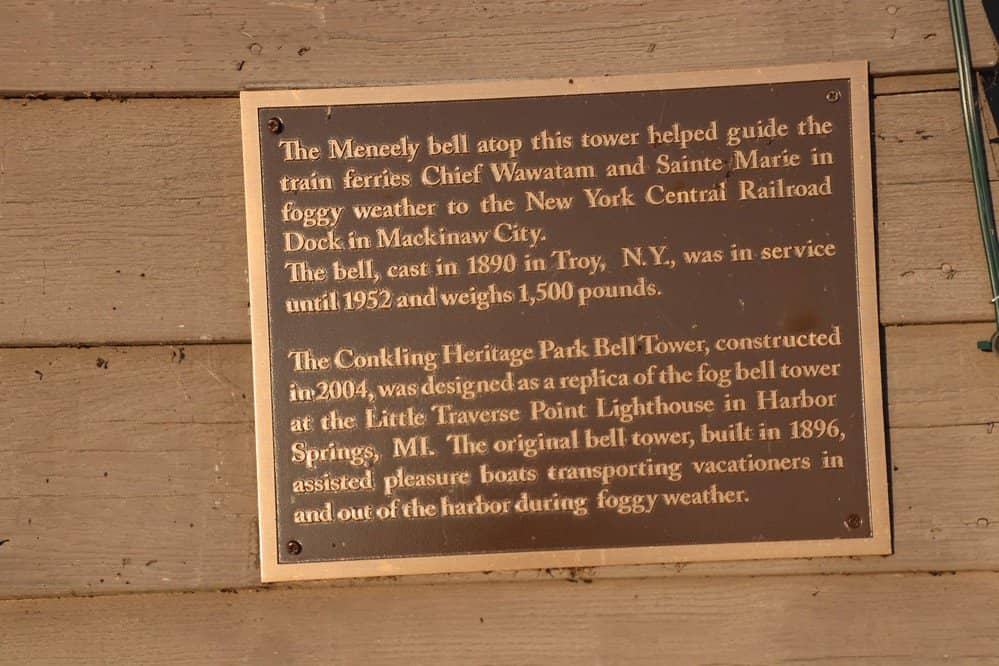 The Meneely bell atop this tower helped guide the
train ferries Chief Wawatam and Sainte Marie in
foggy weather to the New York Central Railroad
Dock in Mackinaw City.
The bell, cast in 1890 in Troy, N.Y., was in service
until 1952 and weighs 1,500 pounds.
The Conkling Heritage Park Bell Tower, constructed
in 2004, was designed as a replica of the fog bell tower
at the Little Traverse Point Lighthouse in Harbor
Springs, MI. The original bell tower, built in 1896,
assisted pleasure boats transporting vacationers in
and out of the harbor during foggy weather.